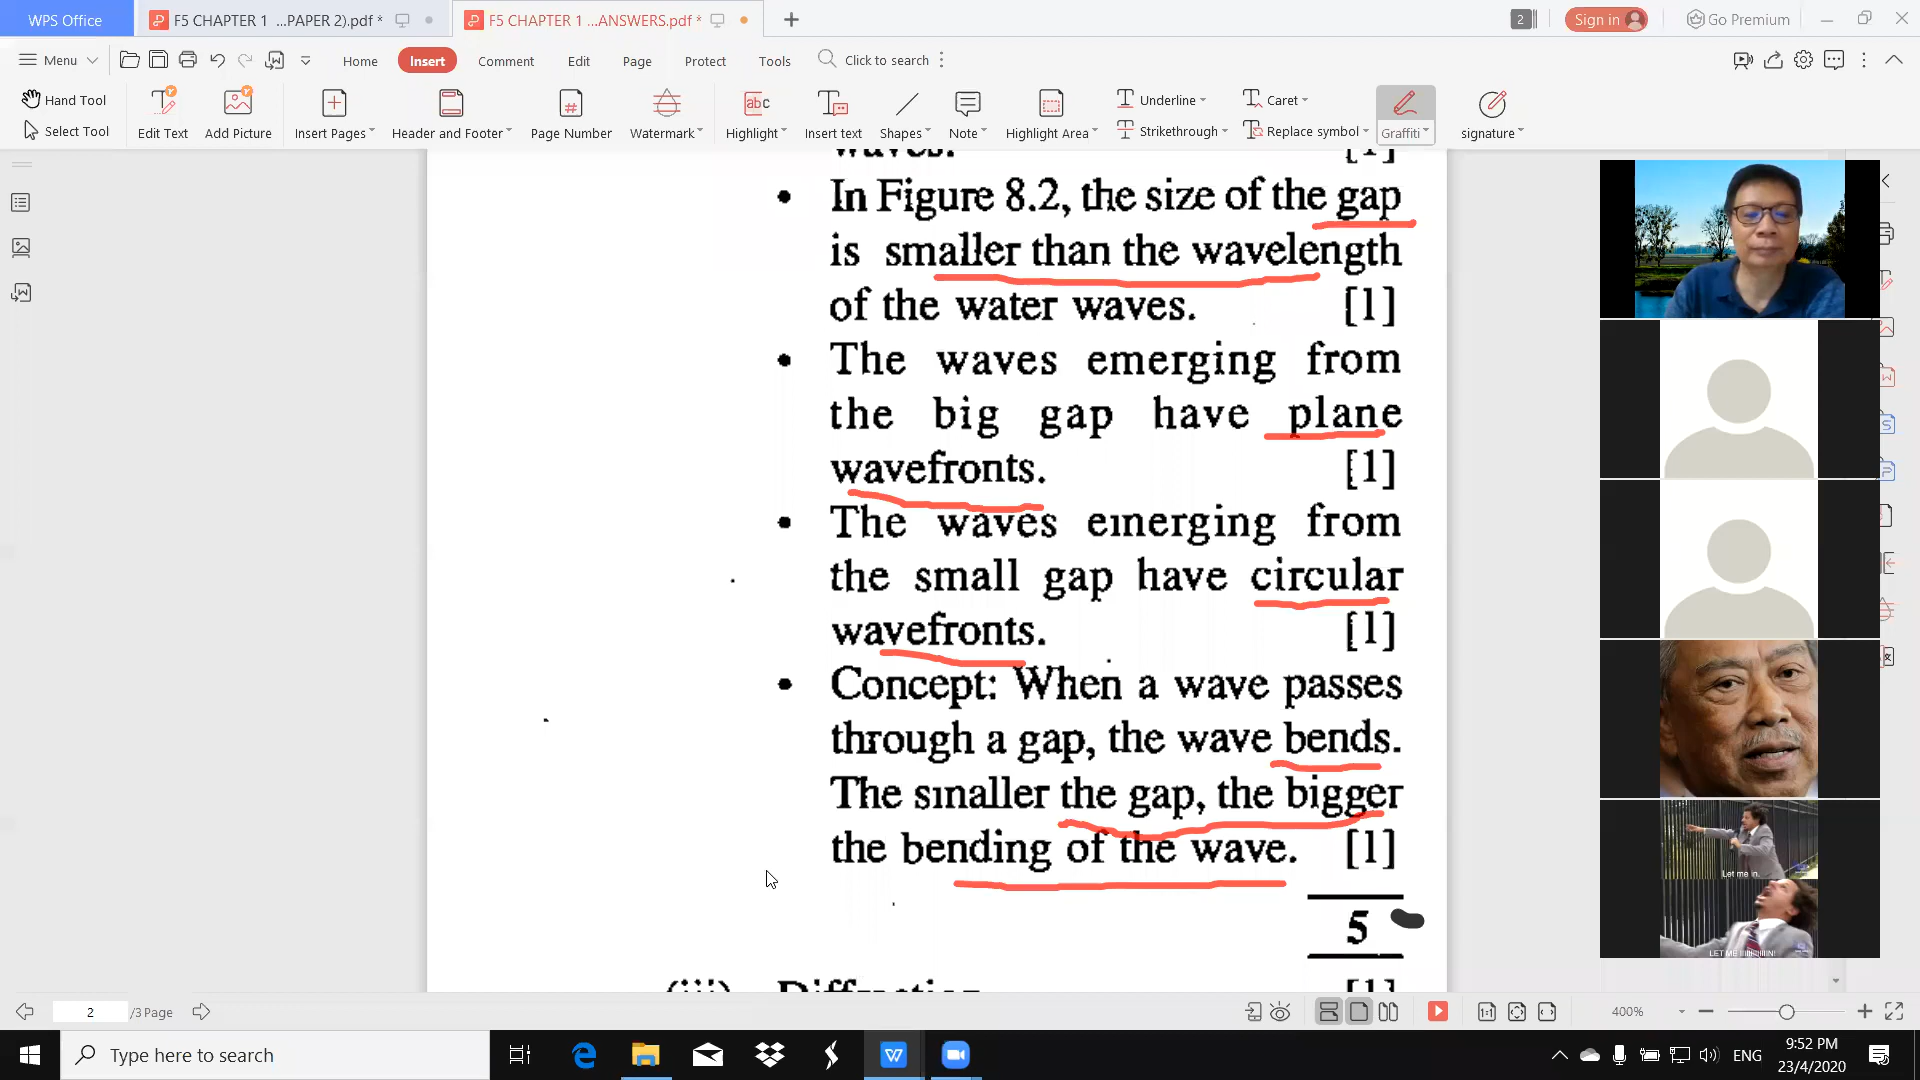 WPS Office
F5 CHAPTER 1 ...PAPER 2).pdf *
F5 CHAPTER 1 ...ANSWERS.pdf *
2
Sign in
Go Premium
Menu
Home
Insert
Comment
Edit
Page
Protect
Tools
Click to search
Hand Tool
Select Tool
Edit Text
Add Picture
Insert Pages
Header and Footer
Page Number
Watermark
Highlight
Insert text
Shapes
Note
Highlight Area
Underline
Strikethrough
Caret
Replace symbol
Graffiti
signature
waves. [1]
• In Figure 8.2, the size of the gap
is smaller than the wavelength
of the water waves. [1]
• The waves emerging from
the big gap have plane
wavefronts. [1]
• The waves emerging from
the small gap have circular
wavefronts. [1]
• Concept: When a wave passes
through a gap, the wave bends.
The smaller the gap, the bigger
the bending of the wave. [1]
5
(iii) Diffraction [1]
Let me in.
2 /3 Page
400%
Type here to search
ENG
9:52 PM
23/4/2020